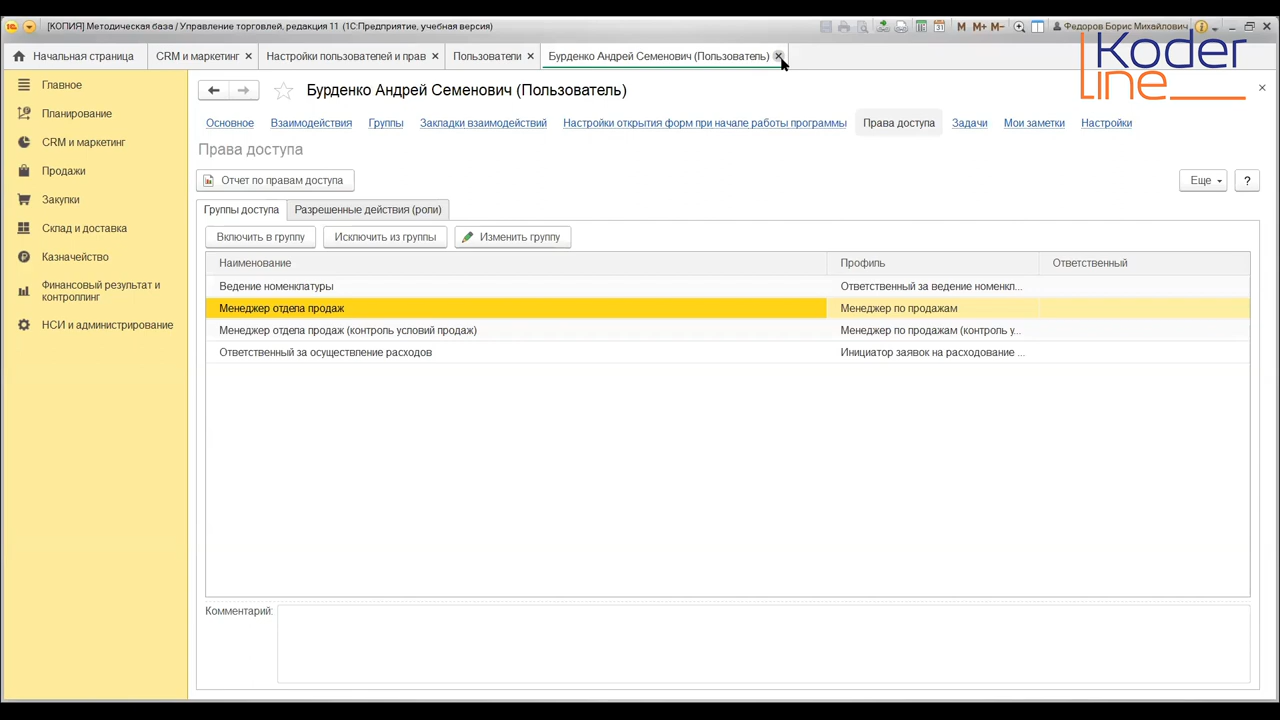 [КОПИЯ] Методическая база / Управление торговлей, редакция 11 (1С:Предприятие, учебная версия)
M M+ M- Федоров Борис Михайлович
Koder line
Начальная страница CRM и маркетинг Настройки пользователей и прав Пользователи Бурденко Андрей Семенович (Пользователь)
Главное
Планирование
CRM и маркетинг
Продажи
Закупки
Склад и доставка
Казначейство
Финансовый результат и
контроллинг
НСИ и администрирование
Бурденко Андрей Семенович (Пользователь)
Основное Взаимодействия Группы Закладки взаимодействий Настройки открытия форм при начале работы программы Права доступа Задачи Мои заметки Настройки
Права доступа
Отчет по правам доступа Еще ?
Группы доступа Разрешенные действия (роли)
Включить в группу Исключить из группы Изменить группу
Наименование Профиль Ответственный
Ведение номенклатуры Ответственный за ведение номенкл...
Менеджер отдела продаж Менеджер по продажам
Менеджер отдела продаж (контроль условий продаж) Менеджер по продажам (контроль у...
Ответственный за осуществление расходов Инициатор заявок на расходование ...
Комментарий: